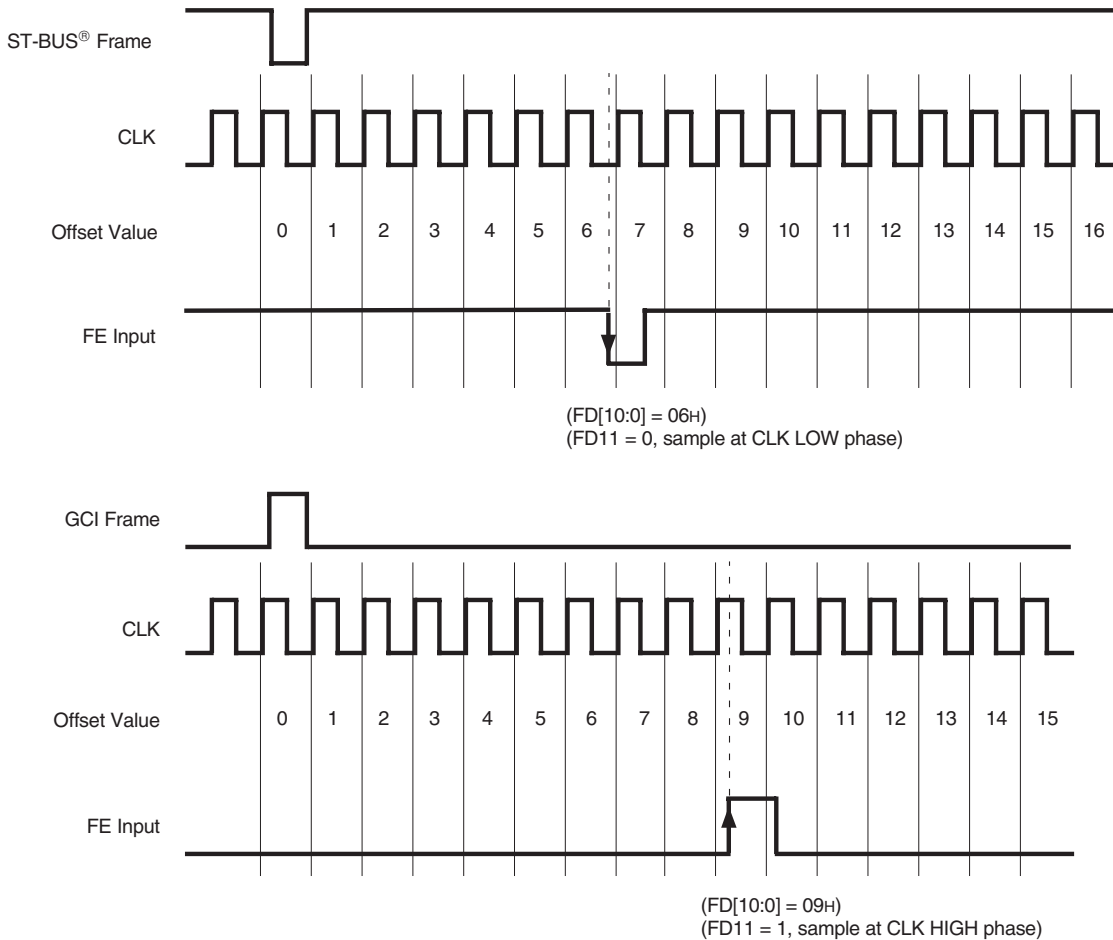 ST-BUS® Frame
CLK
Offset Value 0 1 2 3 4 5 6 7 8 9 10 11 12 13 14 15 16
FE Input
(FD[10:0] = 06H)
(FD11 = 0, sample at CLK LOW phase)
GCI Frame
CLK
Offset Value 0 1 2 3 4 5 6 7 8 9 10 11 12 13 14 15
FE Input
(FD[10:0] = 09H)
(FD11 = 1, sample at CLK HIGH phase)